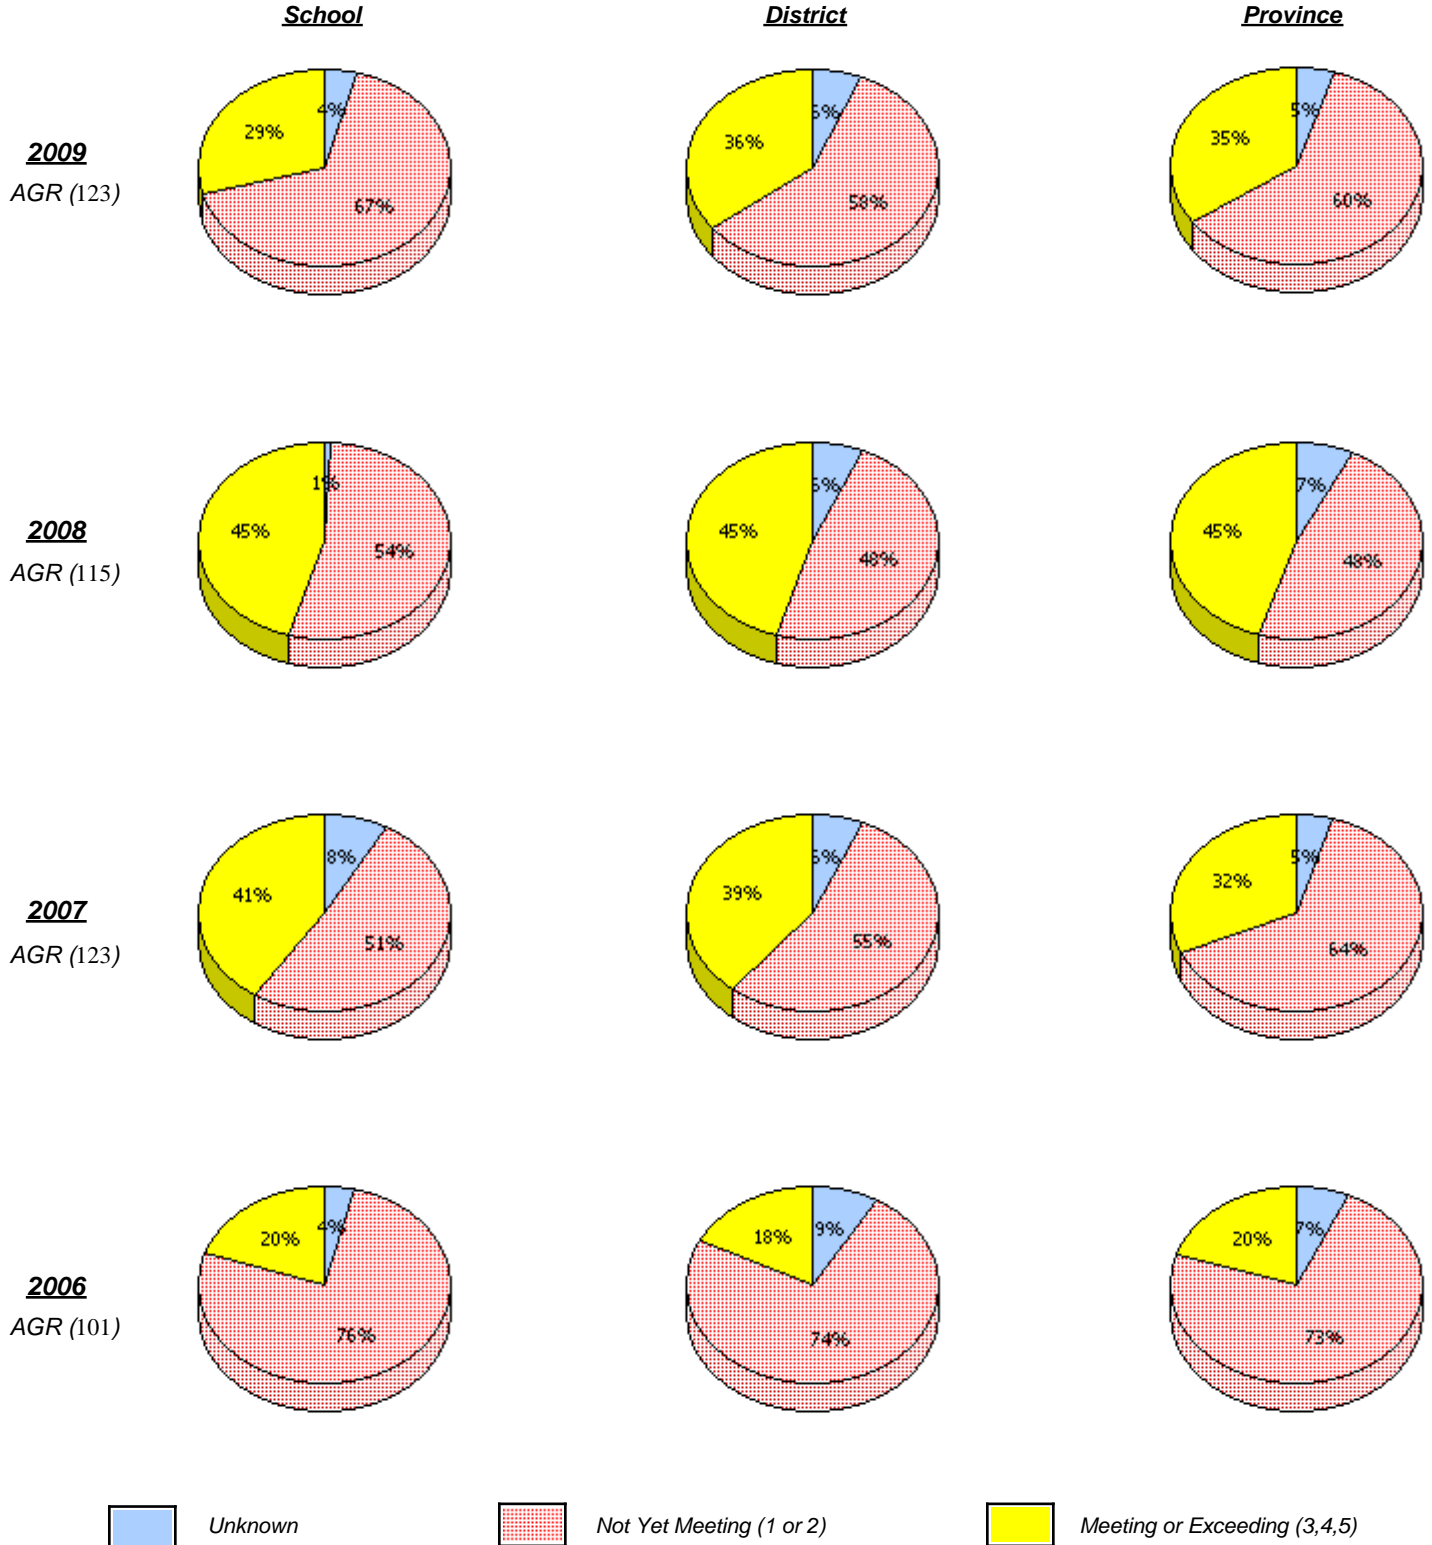 School District Province
4% 6% 5%
29% 36% 35%
2009
AGR (123)
67% 58% 60%
1% 6% 7%
2008
45% 45% 45%
54% 48% 48%
AGR (115)
8% 6% 5%
41% 39% 32%
2007
51% 55% 64%
AGR (123)
4% 9% 7%
20% 18% 20%
2006
AGR (101)
76% 74% 73%
Unknown Not Yet Meeting (1 or 2) Meeting or Exceeding (3,4,5)